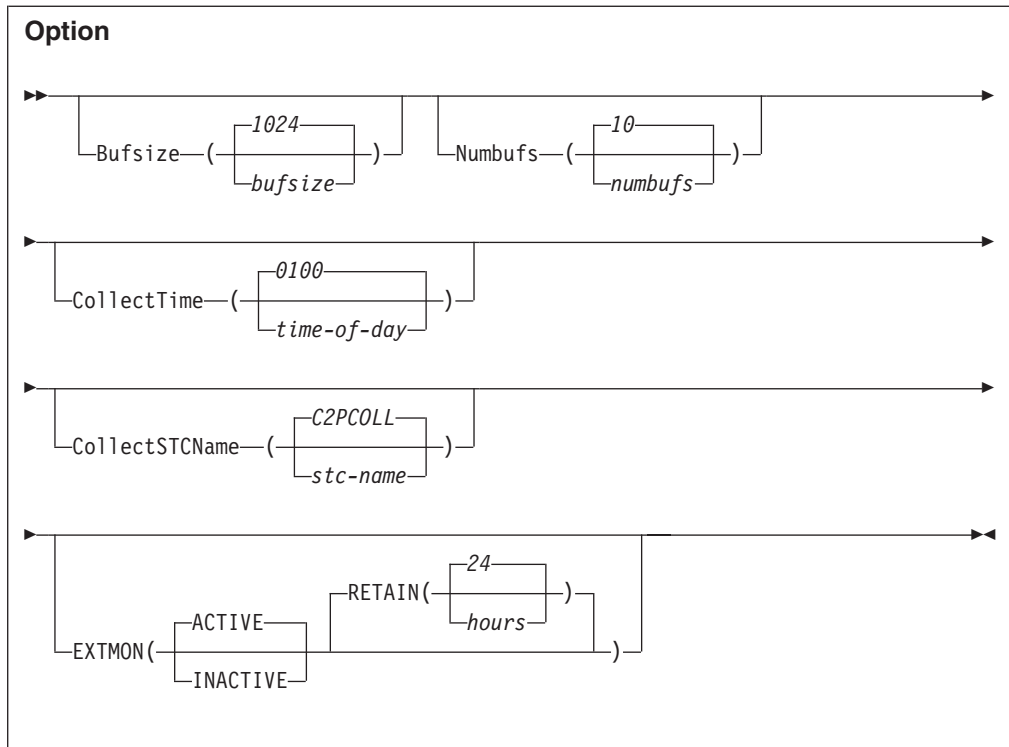 Option
1024 10
Bufsize ( ) Numbufs ( )
bufsize numbufs
0100
CollectTime ( )
time-of-day
C2PCOLL
CollectSTCName ( )
stc-name
24
RETAIN( )
ACTIVE hours
EXTMON( )
INACTIVE